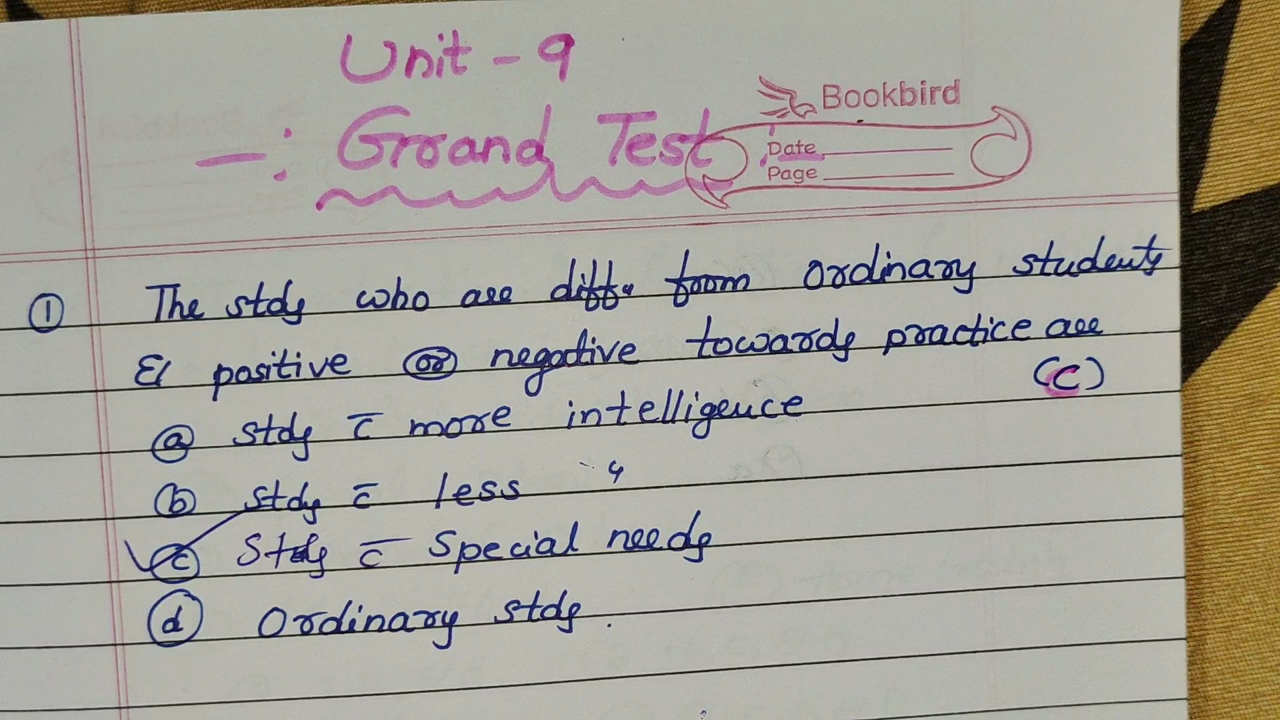 Unit - 9
-: Grand Test
Bookbird
Date
Page
① The stds who are diff. from ordinary students
& positive or negative towards practice are
(C)
ⓐ stds c̄ more intelligence
ⓑ stds c̄ less 〃
ⓒ Stds c̄ Special needs
ⓓ Ordinary stds.